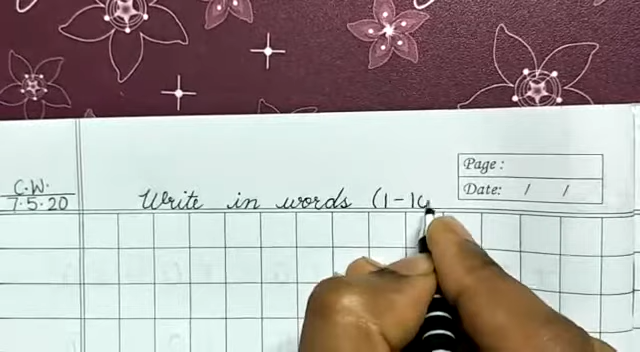 Page :
C.W.
Date: / /
7.5.20
Write in words (1-1